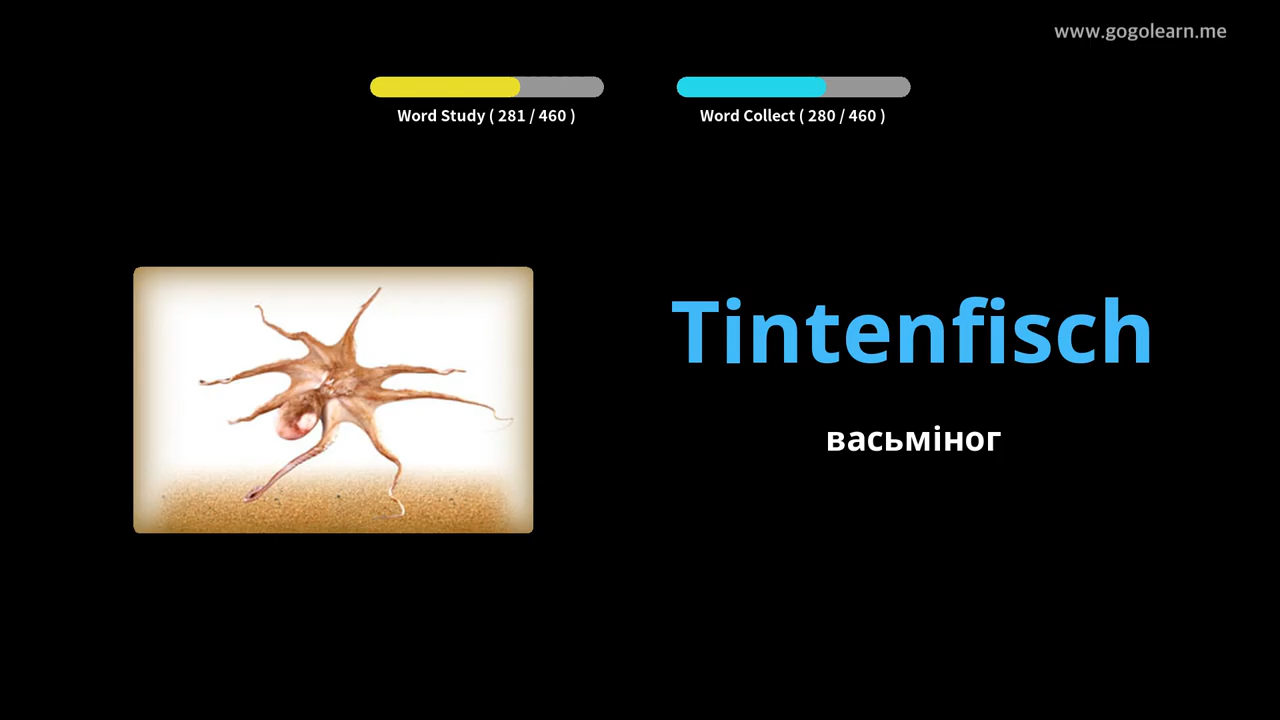 www.gogolearn.me
Word Study ( 281 / 460 )
Word Collect ( 280 / 460 )
Tintenfisch
васьміног